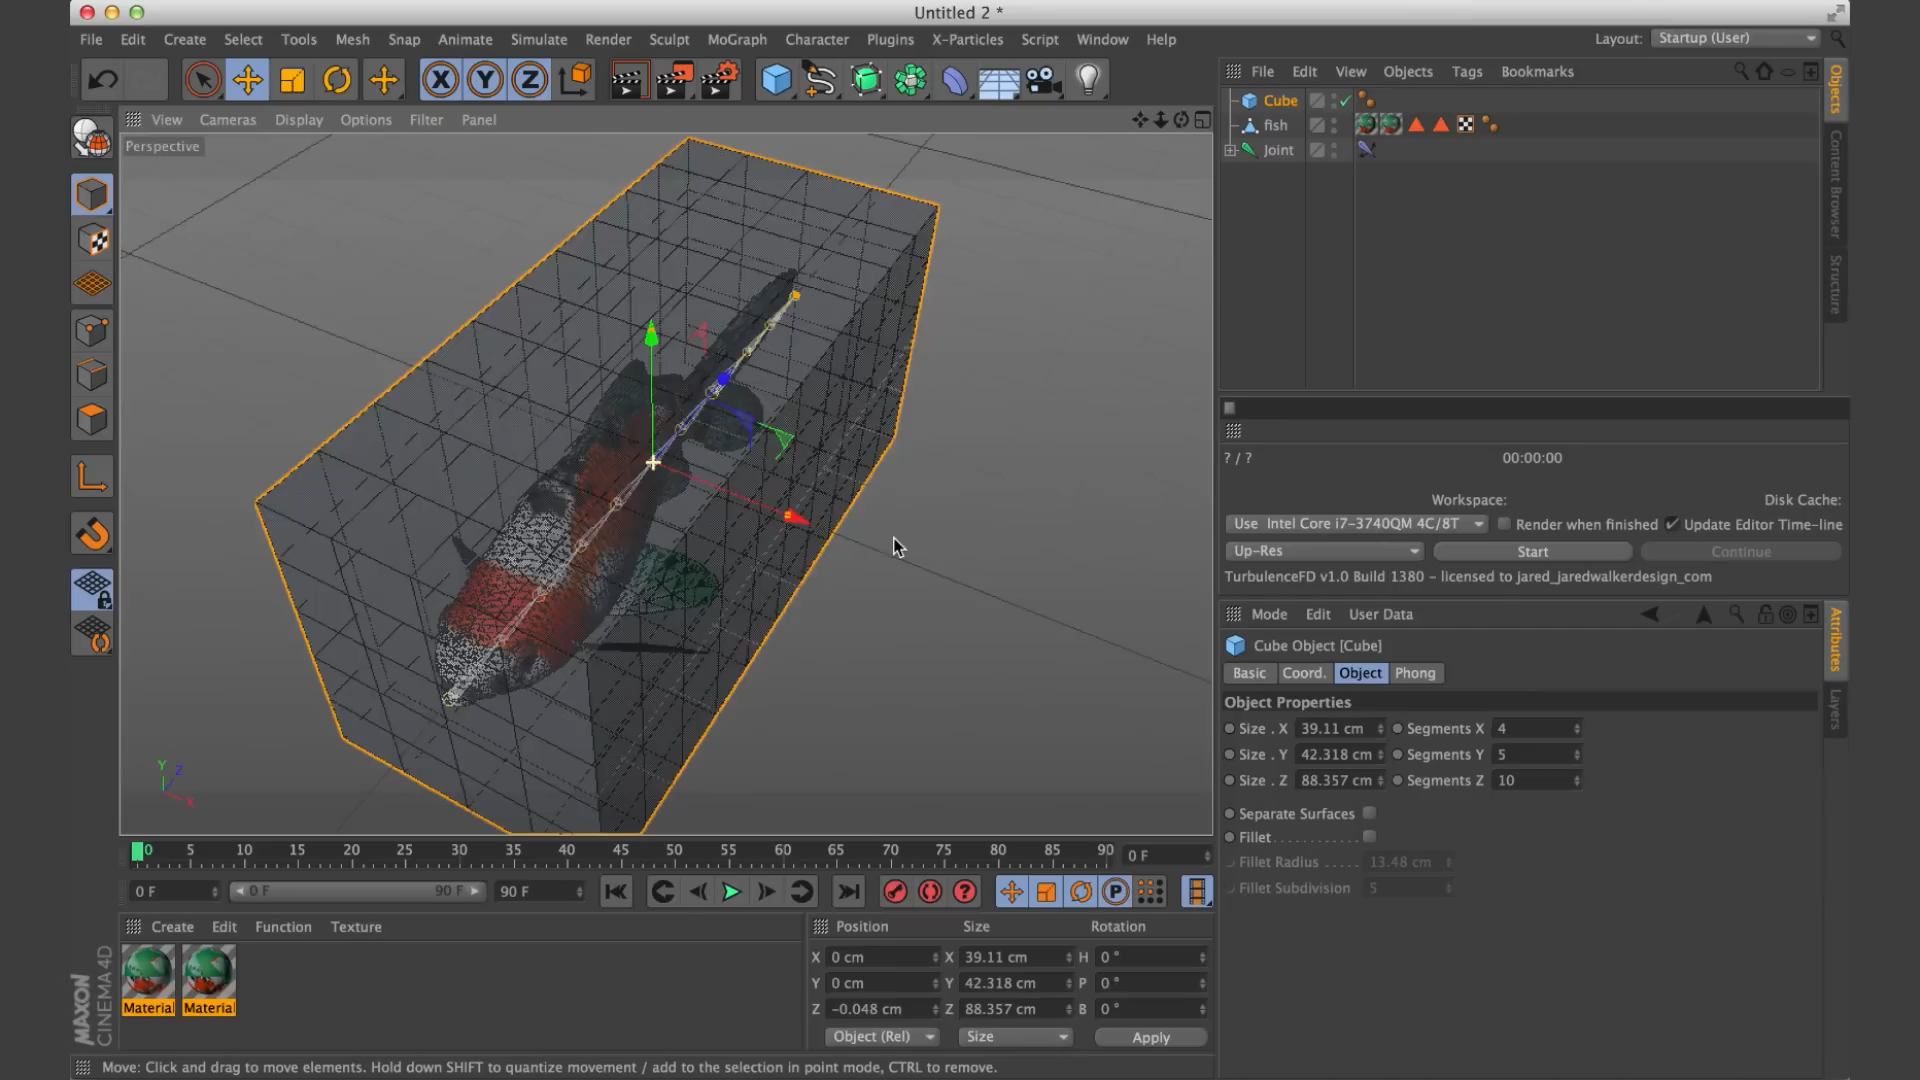 Untitled 2 *
File Edit Create Select Tools Mesh Snap Animate Simulate Render Sculpt MoGraph Character Plugins X-Particles Script Window Help
Layout: Startup (User)
X Y Z
File Edit View Objects Tags Bookmarks
Objects
Cube
fish
Joint
Content Browser
Structure
View Cameras Display Options Filter Panel
Perspective
Y Z X
? / ? 00:00:00
Workspace: Disk Cache:
Use Intel Core i7-3740QM 4C/8T Render when finished Update Editor Time-line
Up-Res Start Continue
TurbulenceFD v1.0 Build 1380 – licensed to Jared_jaredwalkerdesign_com
Mode Edit User Data
Attributes
Layers
Cube Object [Cube]
Basic Coord. Object Phong
Object Properties
Size . X 39.11 cm Segments X 4
Size . Y 42.318 cm Segments Y 5
Size . Z 88.357 cm Segments Z 10
Separate Surfaces
Fillet
Fillet Radius 13.48 cm
Fillet Subdivision 5
0 5 10 15 20 25 30 35 40 45 50 55 60 65 70 75 80 85 90 0 F
0 F 0 F 90 F 90 F
? P
Create Edit Function Texture
Material Material
MAXON
CINEMA 4D
Position Size Rotation
X 0 cm X 39.11 cm H 0 °
Y 0 cm Y 42.318 cm P 0 °
Z -0.048 cm Z 88.357 cm B 0 °
Object (Rel) Size Apply
Move: Click and drag to move elements. Hold down SHIFT to quantize movement / add to the selection in point mode, CTRL to remove.